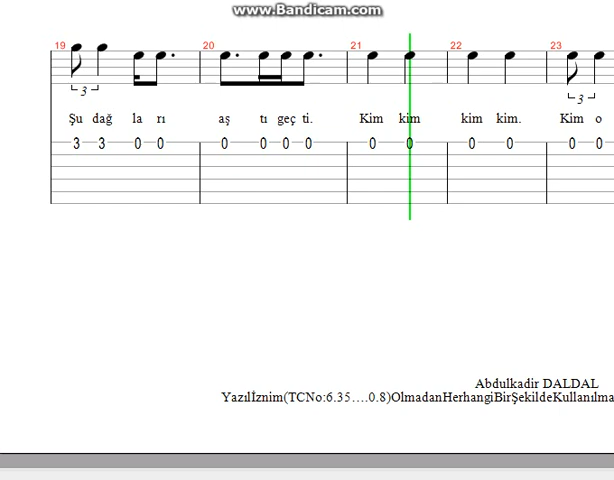 www.Bandicam.com
19 20 21 22 23
3 3
Şu dağ la rı aş tı geç ti. Kim kim kim kim. Kim o
3 3 0 0 0 0 0 0 0 0 0 0 0 0
Abdulkadir DALDAL
Yazılİznim(TCNo:6.35....0.8)OlmadanHerhangiBirŞekildeKullanılma